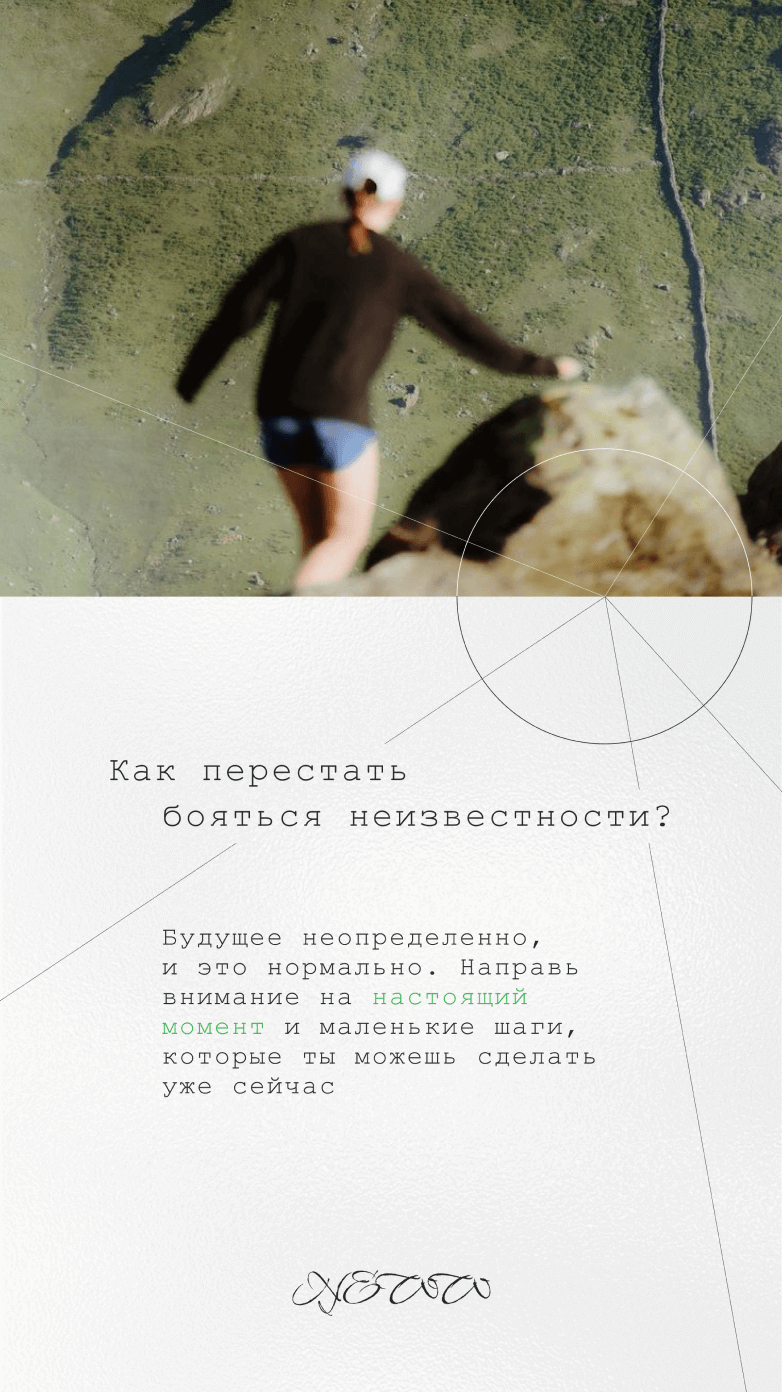 Как перестать
бояться неизвестности?
Будущее неопределенно,
и это нормально. Направь
внимание на настоящий
момент и маленькие шаги,
которые ты можешь сделать
уже сейчас